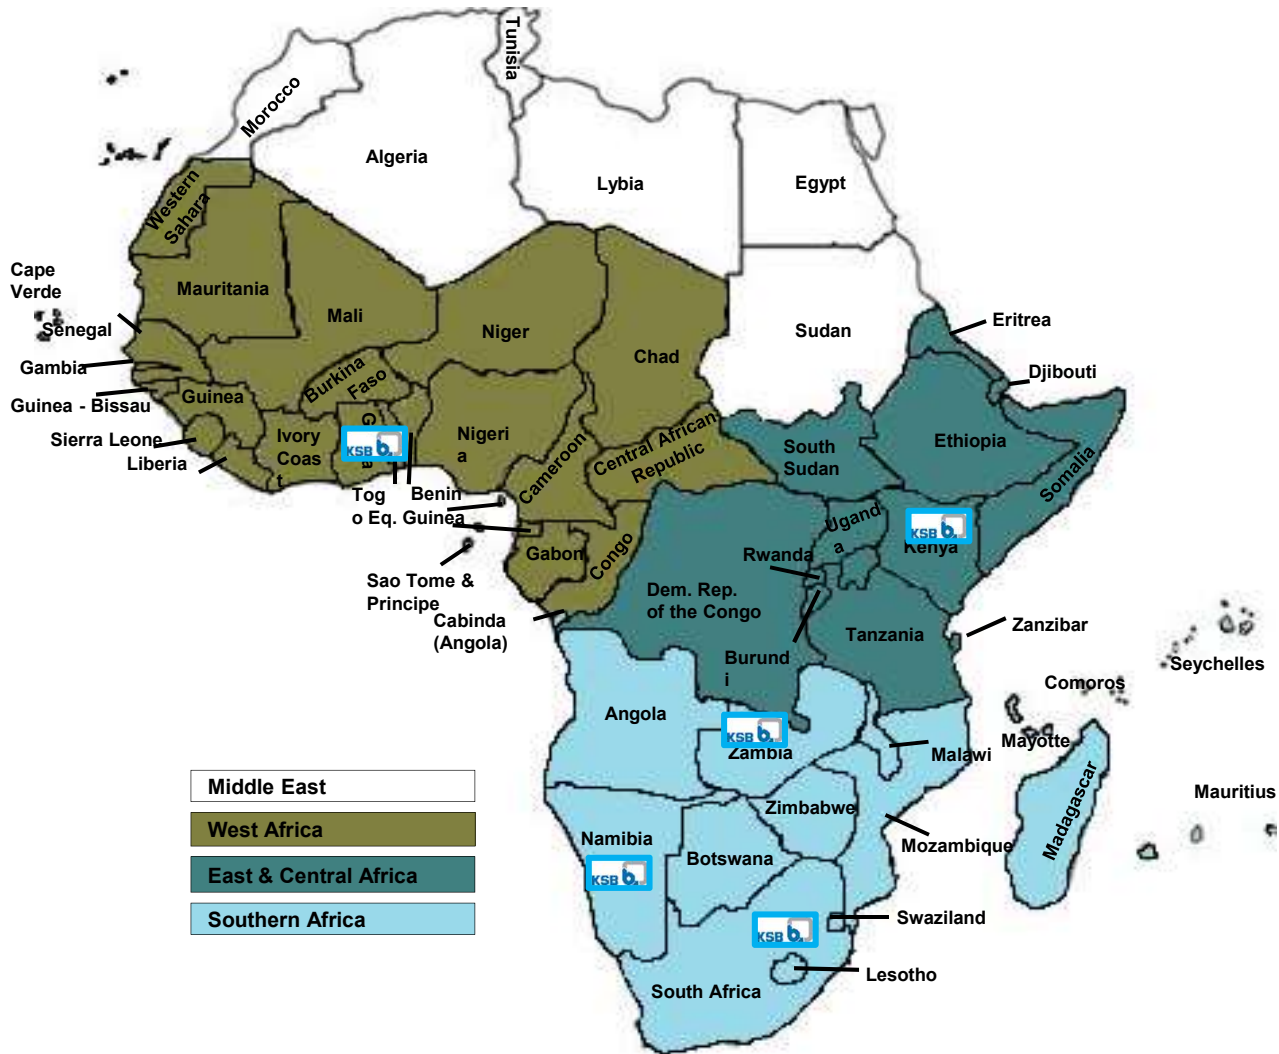 Tunisia
Morocco
Algeria
Lybia
Egypt
Western
Sahara
Cape
Verde
Mauritania
Mali
Niger
Chad
Sudan
Eritrea
Senegal
Gambia
Djibouti
Guinea - Bissau
Guinea
Burkina
Faso
Sierra Leone
Liberia
Ivory
Coas
t
G
a
KSB b.
Nigeri
a
Cameroon
Central African
Republic
South
Sudan
Ethiopia
Somalia
Tog
o
Benin
Eq. Guinea
Ugand
a
KSB b.
Kenya
Gabon
Congo
Rwanda
Sao Tome &
Principe
Dem. Rep.
of the Congo
Cabinda
(Angola)
Tanzania
Zanzibar
Burund
i
Seychelles
Comoros
Angola
KSB b.
Zambia
Malawi
Mayotte
Madagascar
Mauritius
Middle East
West Africa
East & Central Africa
Southern Africa
Zimbabwe
Namibia
Mozambique
Botswana
KSB b.
KSB b.
Swaziland
Lesotho
South Africa